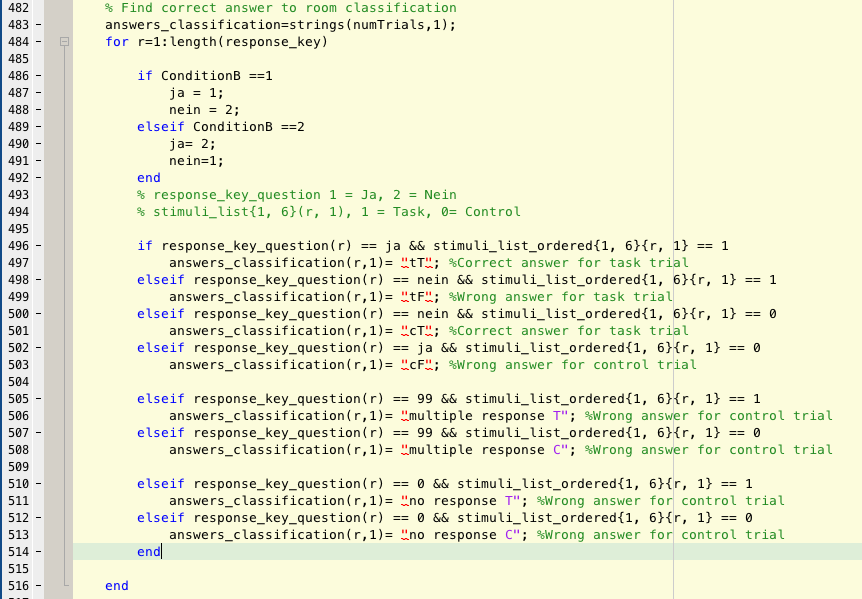 482 % Find correct answer to room classification
483 - answers_classification=strings(numTrials,1);
484 - for r=1:length(response_key)
485
486 - if ConditionB ==1
487 - ja = 1;
488 - nein = 2;
489 - elseif ConditionB ==2
490 - ja= 2;
491 - nein=1;
492 - end
493 % response_key_question 1 = Ja, 2 = Nein
494 % stimuli_list{1, 6}(r, 1), 1 = Task, 0= Control
495
496 - if response_key_question(r) == ja && stimuli_list_ordered{1, 6}{r, 1} == 1
497 - answers_classification(r,1)= "tT"; %Correct answer for task trial
498 - elseif response_key_question(r) == nein && stimuli_list_ordered{1, 6}{r, 1} == 1
499 - answers_classification(r,1)= "tF"; %Wrong answer for task trial
500 - elseif response_key_question(r) == nein && stimuli_list_ordered{1, 6}{r, 1} == 0
501 - answers_classification(r,1)= "cT"; %Correct answer for task trial
502 - elseif response_key_question(r) == ja && stimuli_list_ordered{1, 6}{r, 1} == 0
503 - answers_classification(r,1)= "cF"; %Wrong answer for control trial
504
505 - elseif response_key_question(r) == 99 && stimuli_list_ordered{1, 6}{r, 1} == 1
506 - answers_classification(r,1)= "multiple response T"; %Wrong answer for control trial
507 - elseif response_key_question(r) == 99 && stimuli_list_ordered{1, 6}{r, 1} == 0
508 - answers_classification(r,1)= "multiple response C"; %Wrong answer for control trial
509
510 - elseif response_key_question(r) == 0 && stimuli_list_ordered{1, 6}{r, 1} == 1
511 - answers_classification(r,1)= "no response T"; %Wrong answer for control trial
512 - elseif response_key_question(r) == 0 && stimuli_list_ordered{1, 6}{r, 1} == 0
513 - answers_classification(r,1)= "no response C"; %Wrong answer for control trial
514 - end
515
516 - end